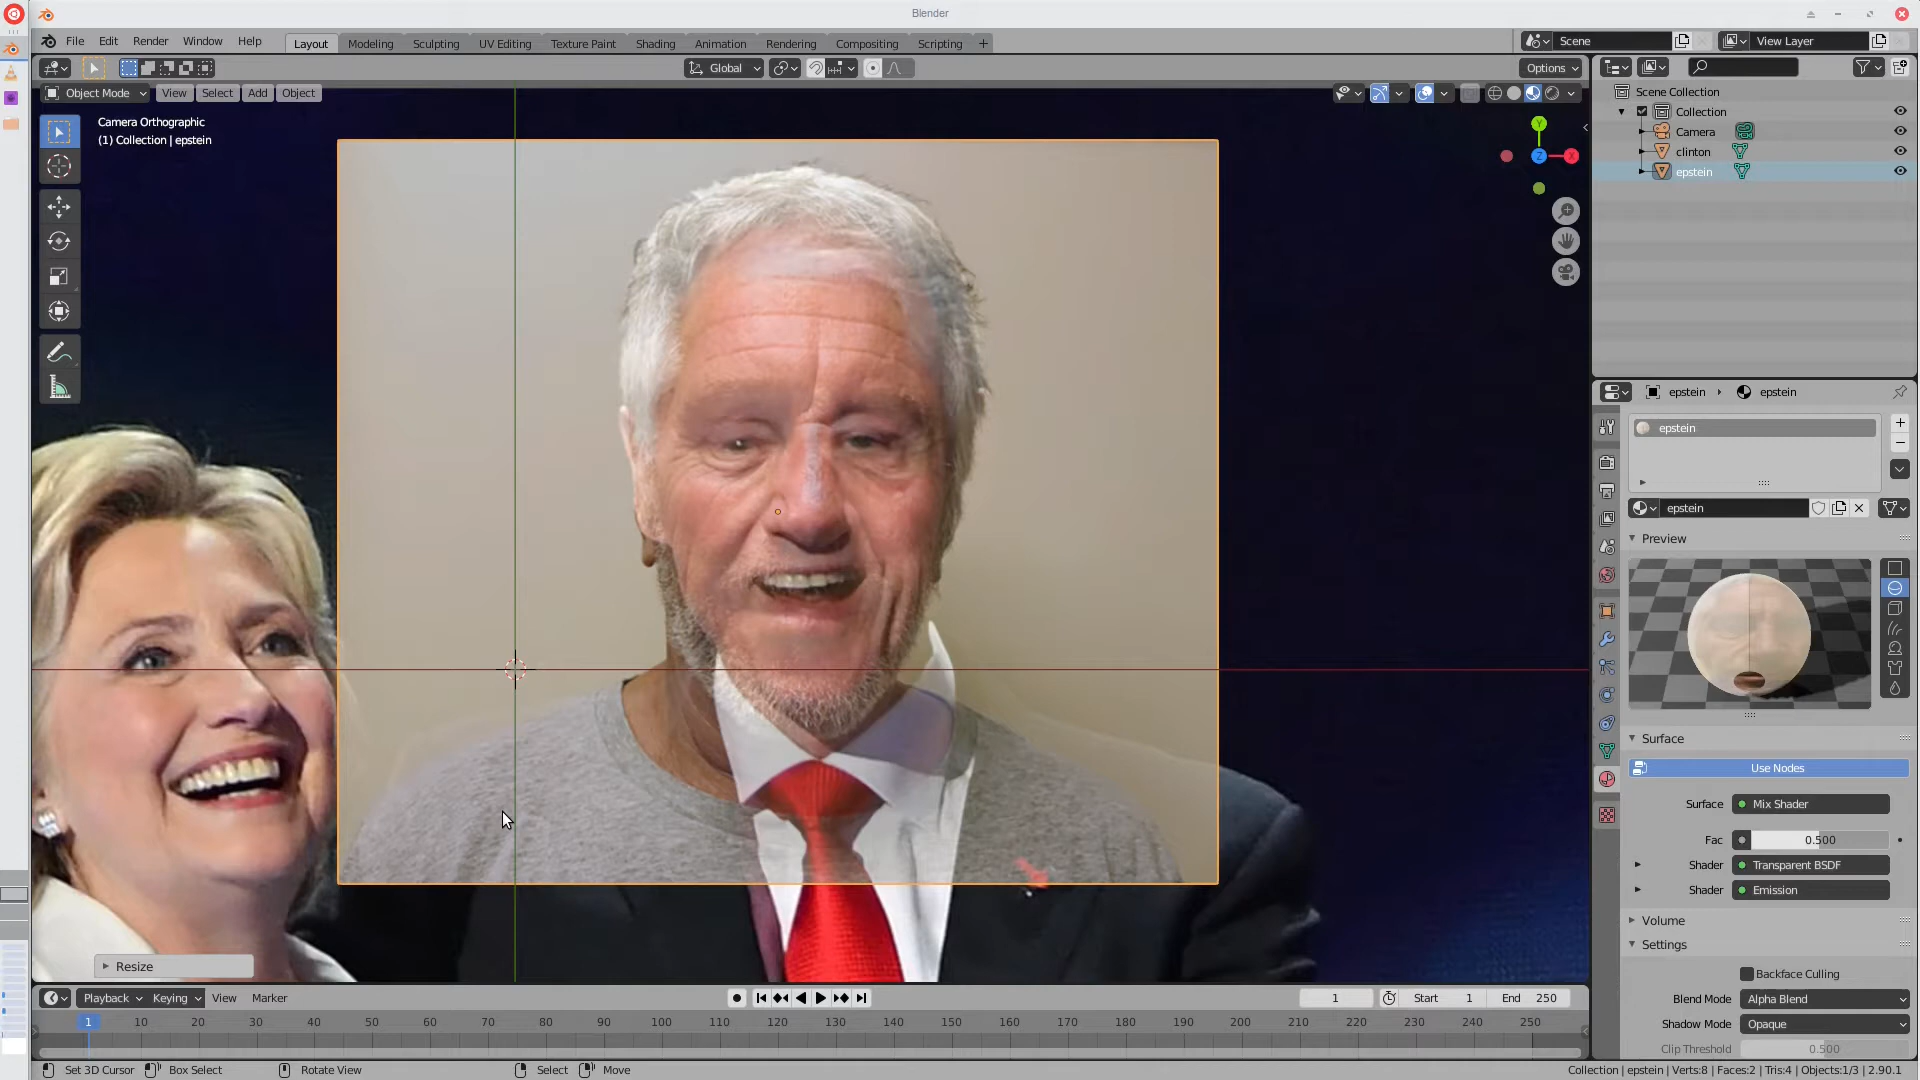 Blender
File Edit Render Window Help
Layout Modeling Sculpting UV Editing Texture Paint Shading Animation Rendering Compositing Scripting +
Scene
View Layer
Global
Options
Object Mode View Select Add Object
Camera Orthographic
(1) Collection | epstein
Y
Z X
Scene Collection
Collection
Camera
clinton
epstein
epstein epstein
epstein
epstein
Preview
Surface
Use Nodes
Surface Mix Shader
Fac 0.500
Shader Transparent BSDF
Shader Emission
Volume
Settings
Backface Culling
Blend Mode Alpha Blend
Shadow Mode Opaque
Clip Threshold 0.500
Resize
Playback Keying View Marker
1 Start 1 End 250
1 10 20 30 40 50 60 70 80 90 100 110 120 130 140 150 160 170 180 190 200 210 220 230 240 250
Set 3D Cursor Box Select Rotate View Select Move
Collection | epstein | Verts:8 | Faces:2 | Tris:4 | Objects:1/3 | 2.90.1